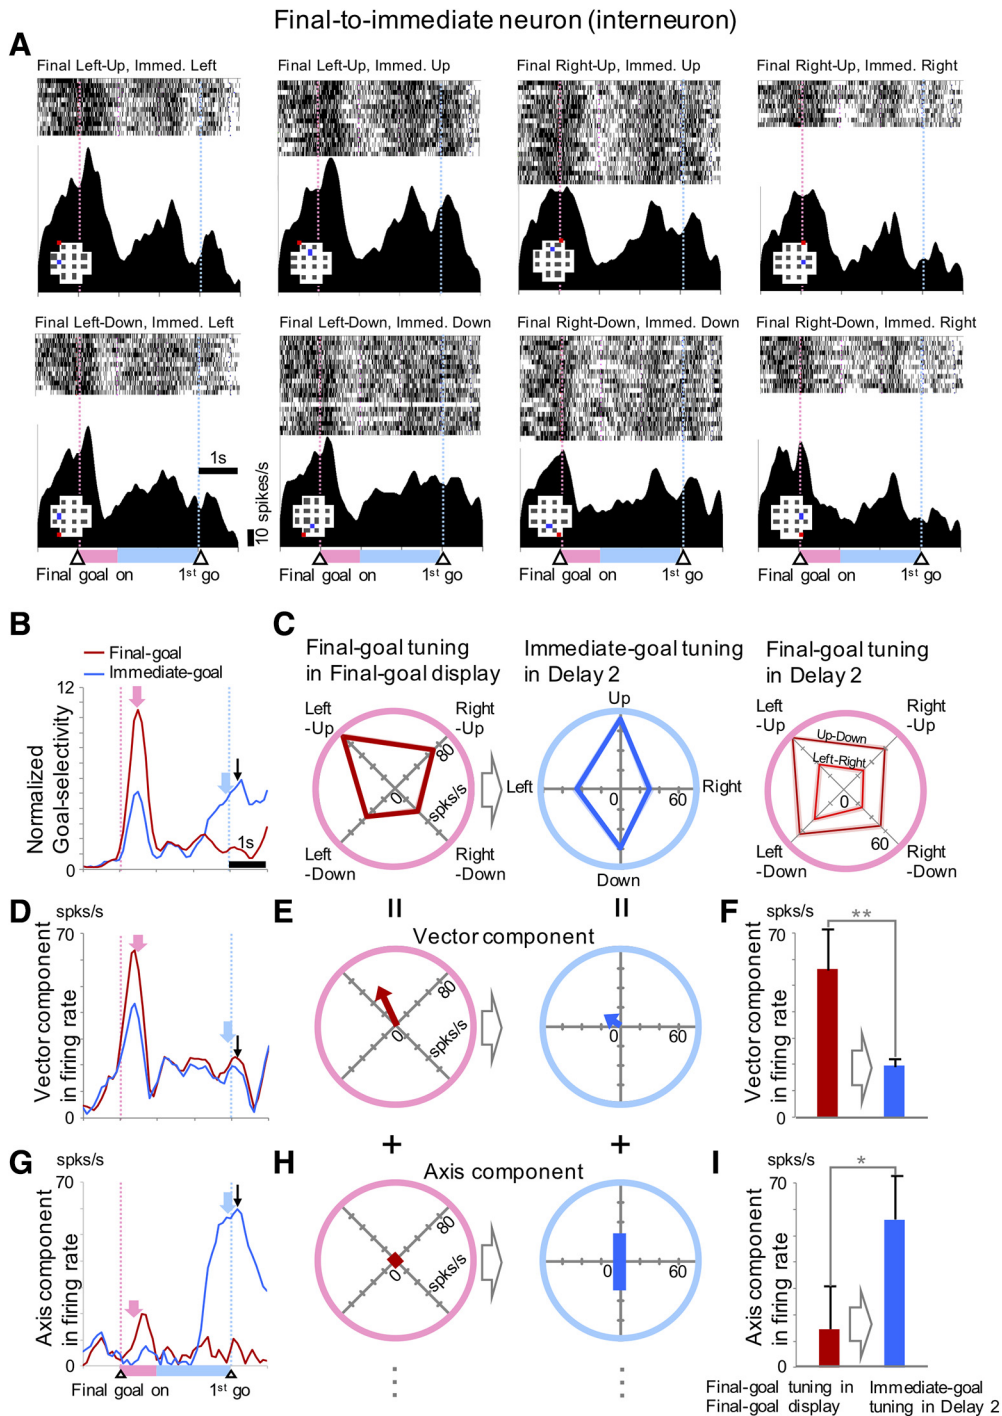 Final-to-immediate neuron (interneuron)
A
Final Left-Up, Immed. Left
Final Left-Up, Immed. Up
Final Right-Up, Immed. Up
Final Right-Up, Immed. Right
Final Left-Down, Immed. Left
Final Left-Down, Immed. Down
Final Right-Down, Immed. Down
Final Right-Down, Immed. Right
1s
10 spikes/s
Final goal on
1st go
Final goal on
1st go
Final goal on
1st go
Final goal on
1st go
B
Final-goal
Immediate-goal
12
Normalized
Goal-selectivity
0
1s
C
Final-goal tuning
in Final-goal display
Left
-Up
Right
-Up
80
0
spks/s
Left
-Down
Right
-Down
Immediate-goal tuning
in Delay 2
Up
Left
Right
0
60
Down
Final-goal tuning
in Delay 2
Left
-Up
Right
-Up
Up-Down
Left-Right
0
60
Left
-Down
Right
-Down
D
spks/s
70
Vector component
in firing rate
0
E
=
=
Vector component
80
0
spks/s
0
60
F
spks/s
70
**
Vector component
in firing rate
0
G
spks/s
70
Axis component
in firing rate
0
Final goal on
1st go
H
+
+
Axis component
80
0
spks/s
0
60
I
spks/s
70
*
Axis component
in firing rate
0
Final-goal tuning in
Final-goal display
Immediate-goal
tuning in Delay 2